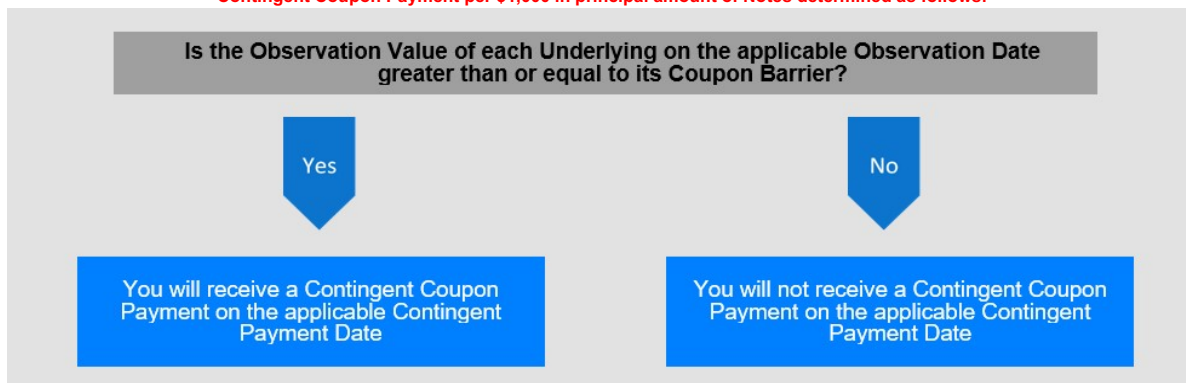 Contingent Coupon Payment per $1,000 in principal amount of Notes determined as follows:
Is the Observation Value of each Underlying on the applicable Observation Date
greater than or equal to its Coupon Barrier?
Yes
No
You will receive a Contingent Coupon
Payment on the applicable Contingent
Payment Date
You will not receive a Contingent Coupon
Payment on the applicable Contingent
Payment Date